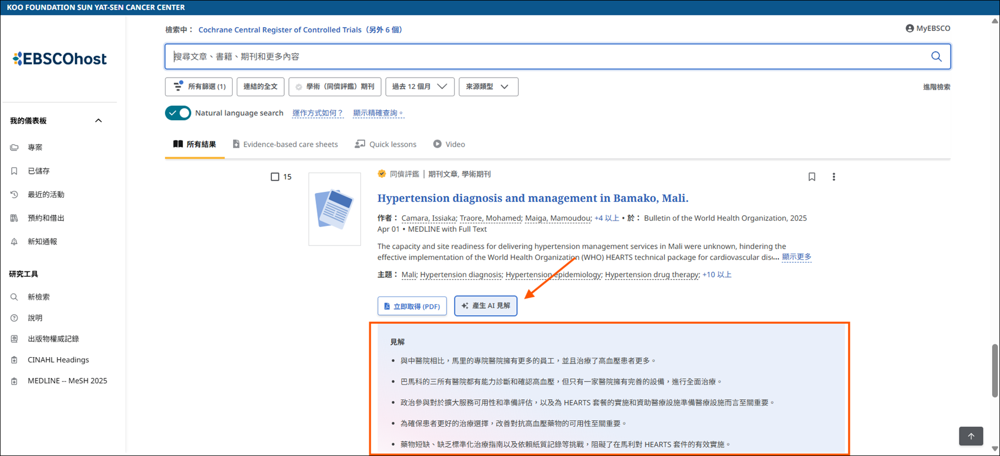 KOO FOUNDATION SUN YAT-SEN CANCER CENTER
檢索中： Cochrane Central Register of Controlled Trials（另外 6 個）
MyEBSCO
EBSCOhost
搜尋文章、書籍、期刊和更多內容
所有篩選 (1)
連結的全文
學術（同儕評鑑）期刊
過去 12 個月
來源類型
進階檢索
Natural language search 運作方式如何？ 顯示精確查詢。
我的儀表板
專案
已儲存
最近的活動
預約和借出
新知通報
研究工具
新檢索
說明
出版物權威記錄
CINAHL Headings
MEDLINE -- MeSH 2025
所有結果
Evidence-based care sheets
Quick lessons
Video
15
同儕評鑑 | 期刊文章, 學術期刊
Hypertension diagnosis and management in Bamako, Mali.
作者： Camara, Issiaka; Traore, Mohamed; Maiga, Mamoudou; +4 以上 • 於： Bulletin of the World Health Organization, 2025
Apr 01 • MEDLINE with Full Text
The capacity and site readiness for delivering hypertension management services in Mali were unknown, hindering the
effective implementation of the World Health Organization (WHO) HEARTS technical package for cardiovascular dis... 顯示更多
主題： Mali; Hypertension diagnosis; Hypertension epidemiology; Hypertension drug therapy; +10 以上
立即取得 (PDF)
產生 AI 見解
見解
• 與中醫院相比，馬里的專院醫院擁有更多的員工，並且治療了高血壓患者更多。
• 巴馬科的三所有醫院都有能力診斷和確認高血壓，但只有一家醫院擁有完善的設備，進行全面治療。
• 政治參與對於擴大服務可用性和準備評估，以及為 HEARTS 套餐的實施和資助醫療設施準備醫療設施而言至關重要。
• 為確保患者更好的治療選擇，改善對抗高血壓藥物的可用性至關重要。
• 藥物短缺、缺乏標準化治療指南以及依賴紙質記錄等挑戰，阻礙了在馬利對 HEARTS 套件的有效實施。